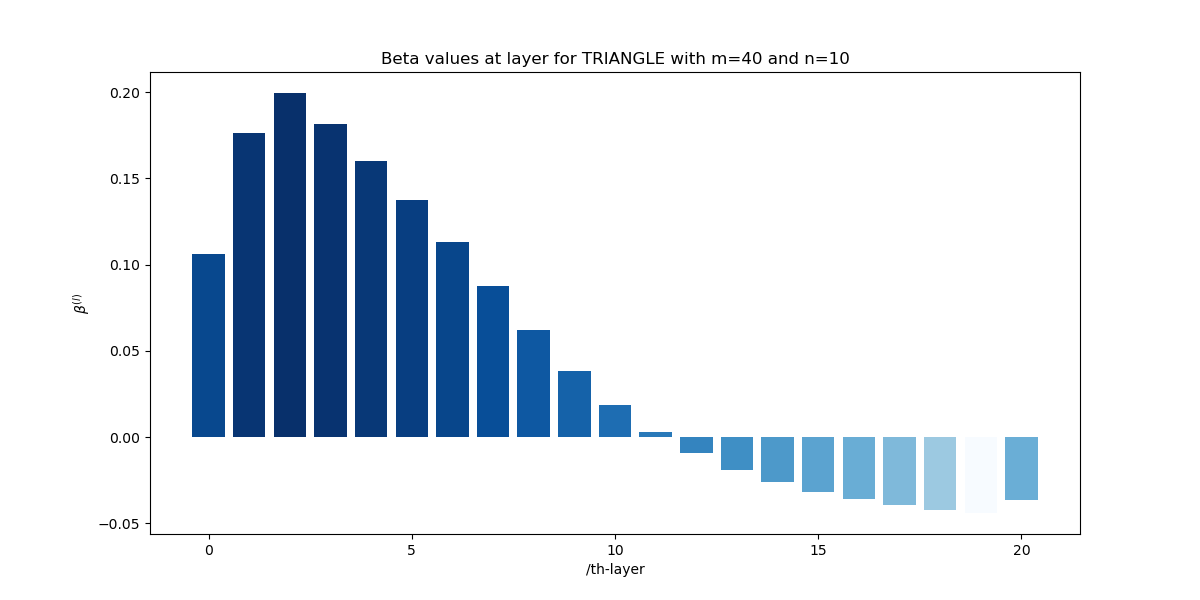 Beta values at layer for TRIANGLE with m=40 and n=10
0.20
0.15
0.10
0.05
0.00
−0.05
β⁽ˡ⁾
0 5 10 15 20
/th-layer